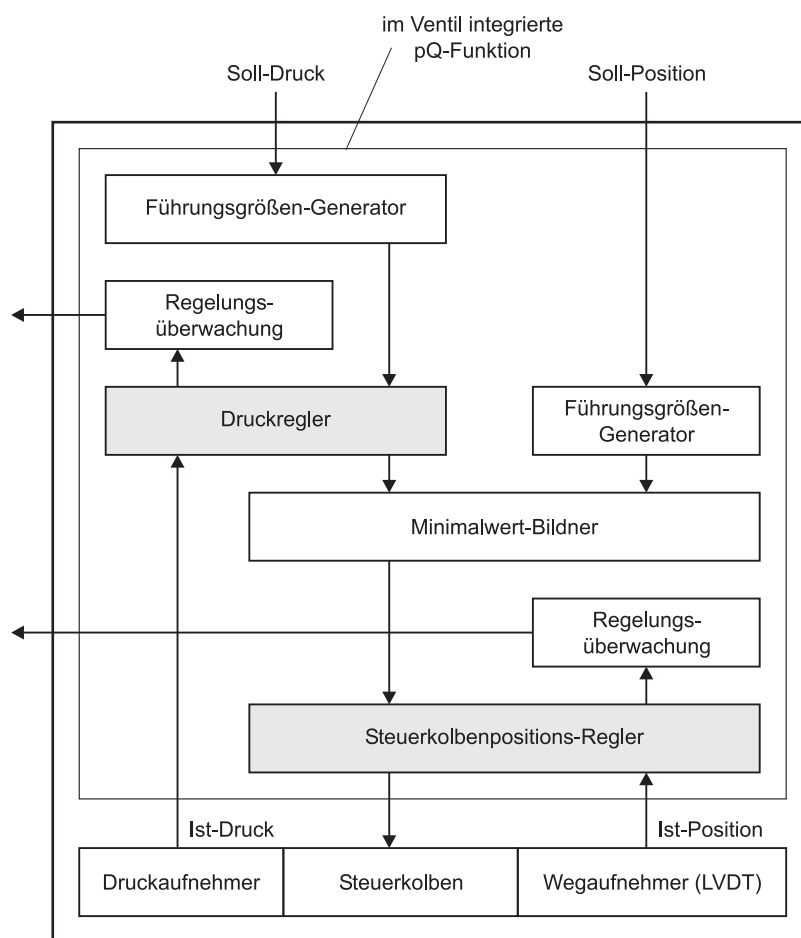 im Ventil integrierte
pQ-Funktion
Soll-Druck
Soll-Position
Führungsgrößen-Generator
Regelungs-
überwachung
Druckregler
Führungsgrößen-
Generator
Minimalwert-Bildner
Regelungs-
überwachung
Steuerkolbenpositions-Regler
Ist-Druck
Ist-Position
Druckaufnehmer
Steuerkolben
Wegaufnehmer (LVDT)